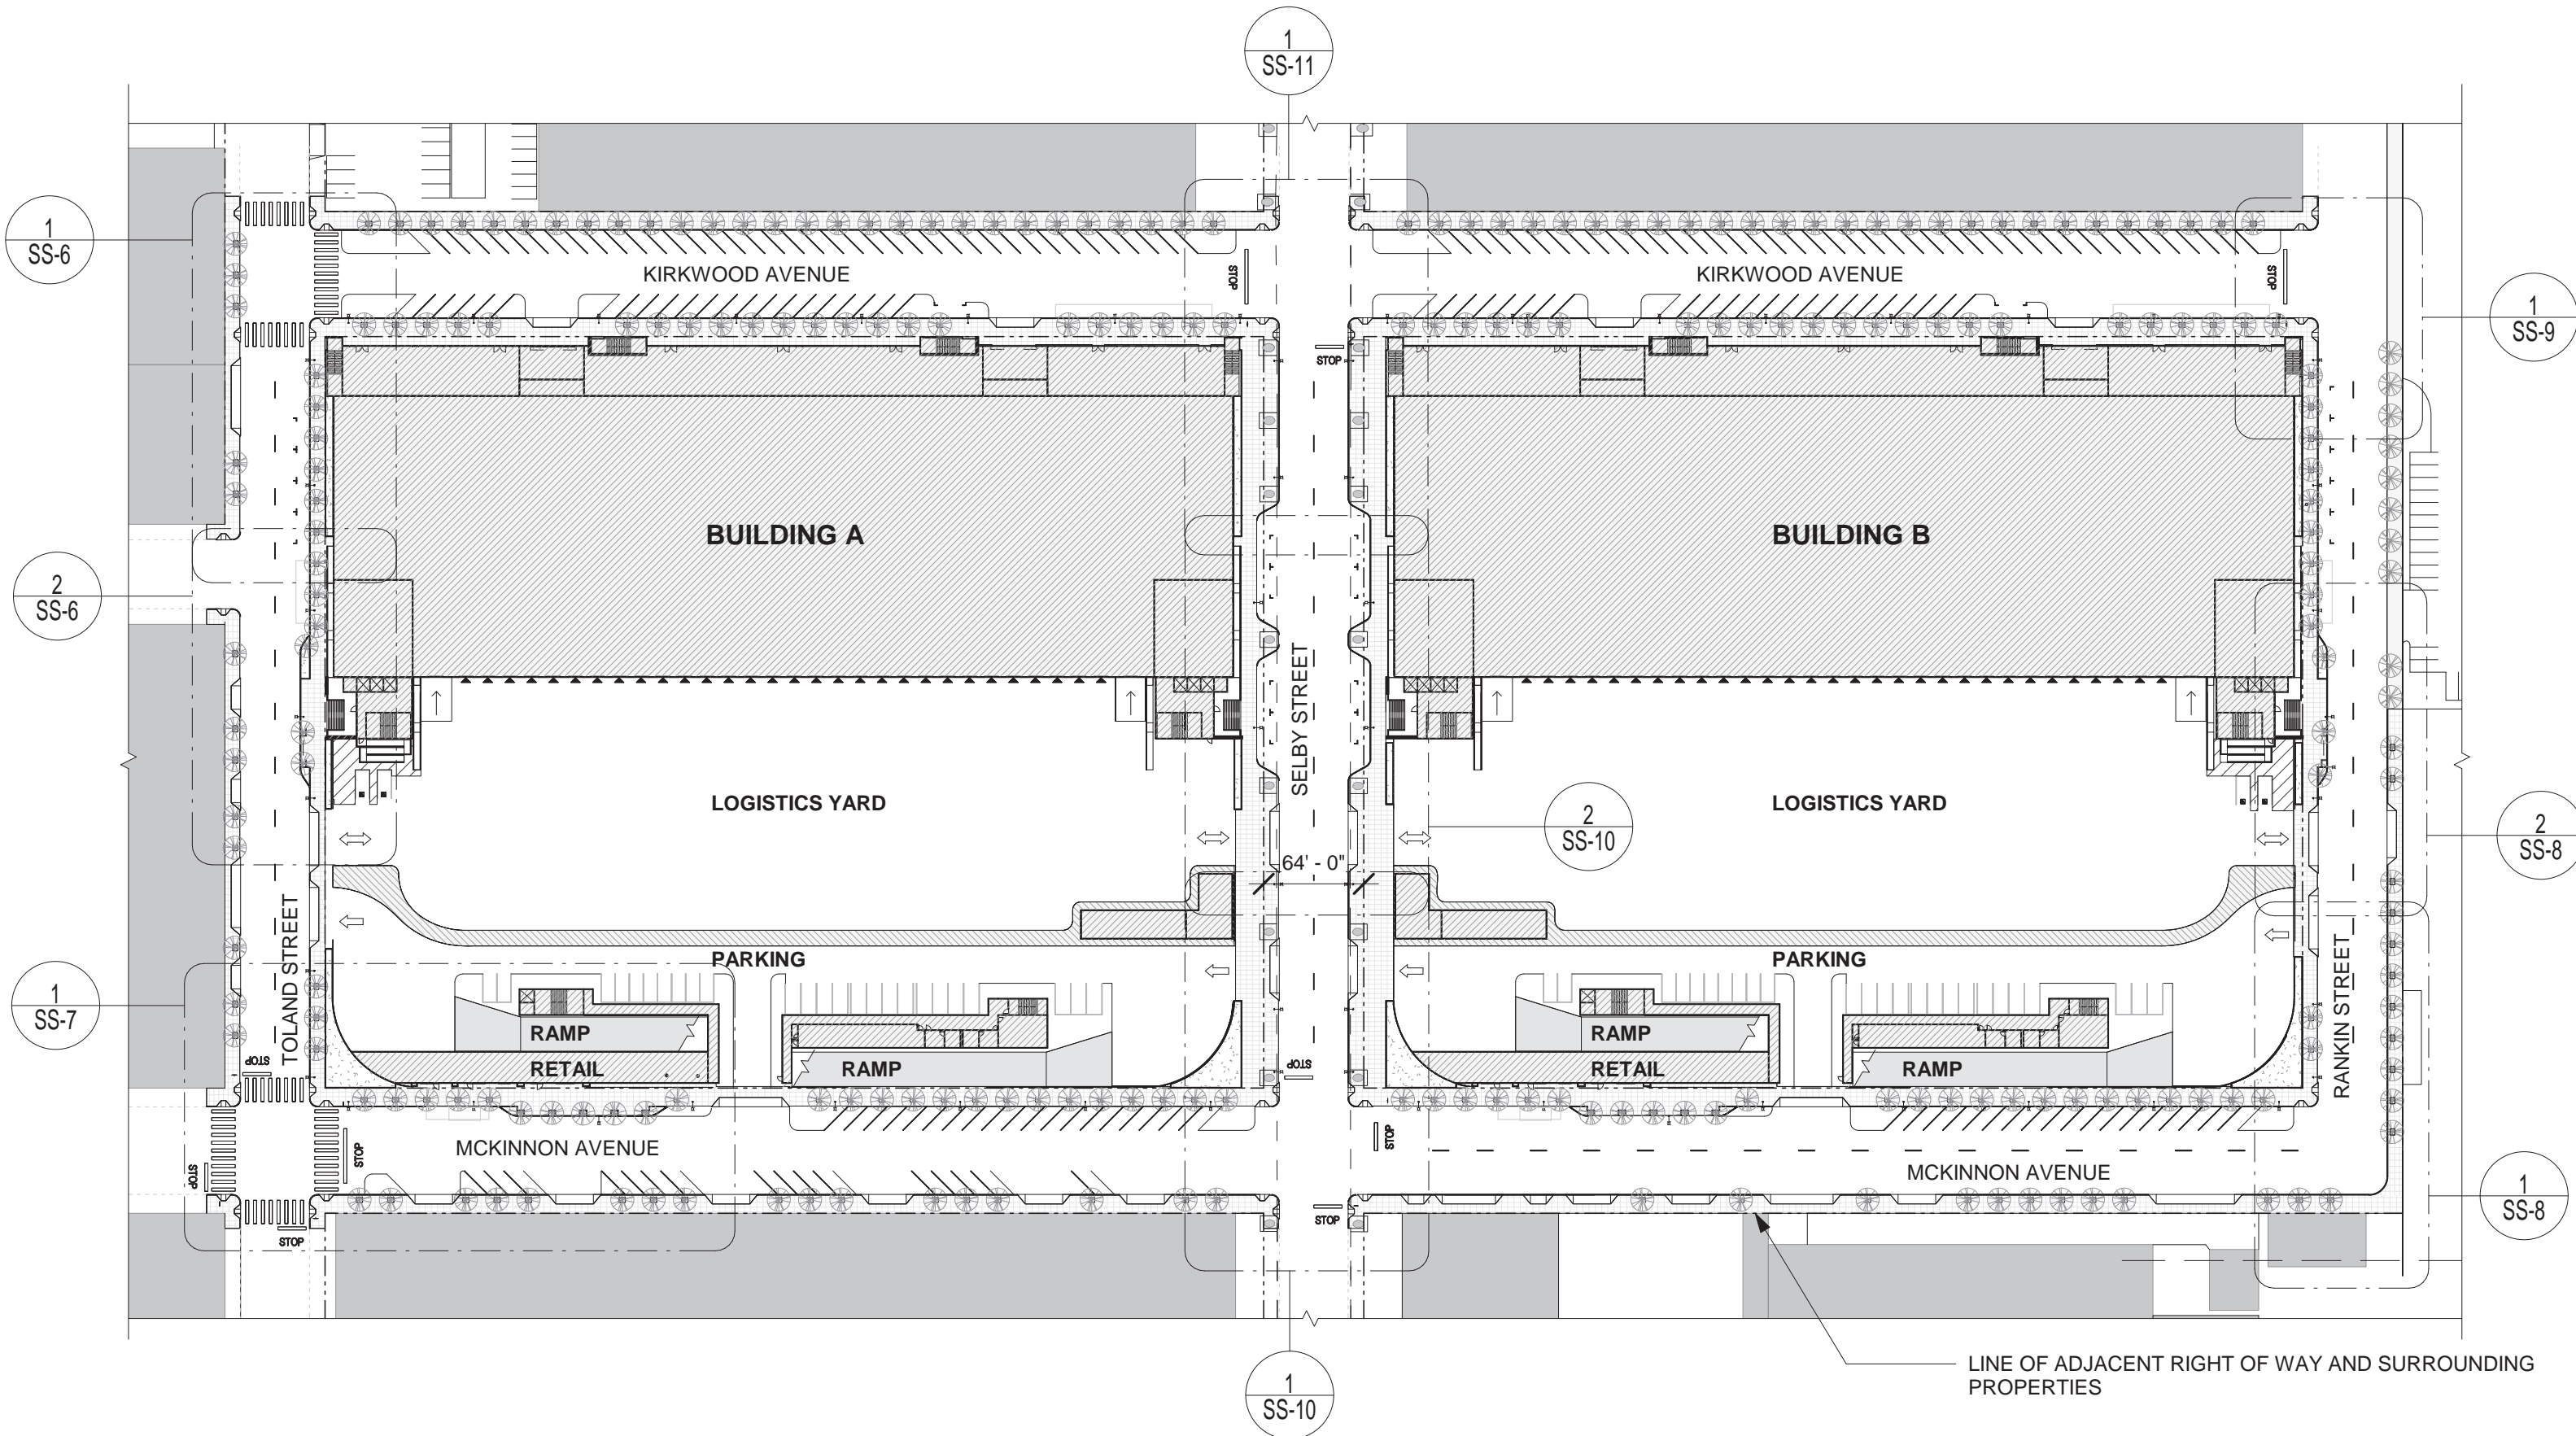 1
SS-11
1
SS-6
KIRKWOOD AVENUE
STOP
KIRKWOOD AVENUE
STOP
1
SS-9
STOP
BUILDING A
BUILDING B
2
SS-6
SELBY STREET
LOGISTICS YARD
LOGISTICS YARD
2
SS-10
2
SS-8
64' - 0"
TOLAND STREET
PARKING
PARKING
RANKIN STREET
1
SS-7
RAMP
RETAIL
RAMP
RAMP
RETAIL
RAMP
STOP
STOP
STOP
STOP
STOP
MCKINNON AVENUE
MCKINNON AVENUE
STOP
STOP
1
SS-8
1
SS-10
LINE OF ADJACENT RIGHT OF WAY AND SURROUNDING
PROPERTIES